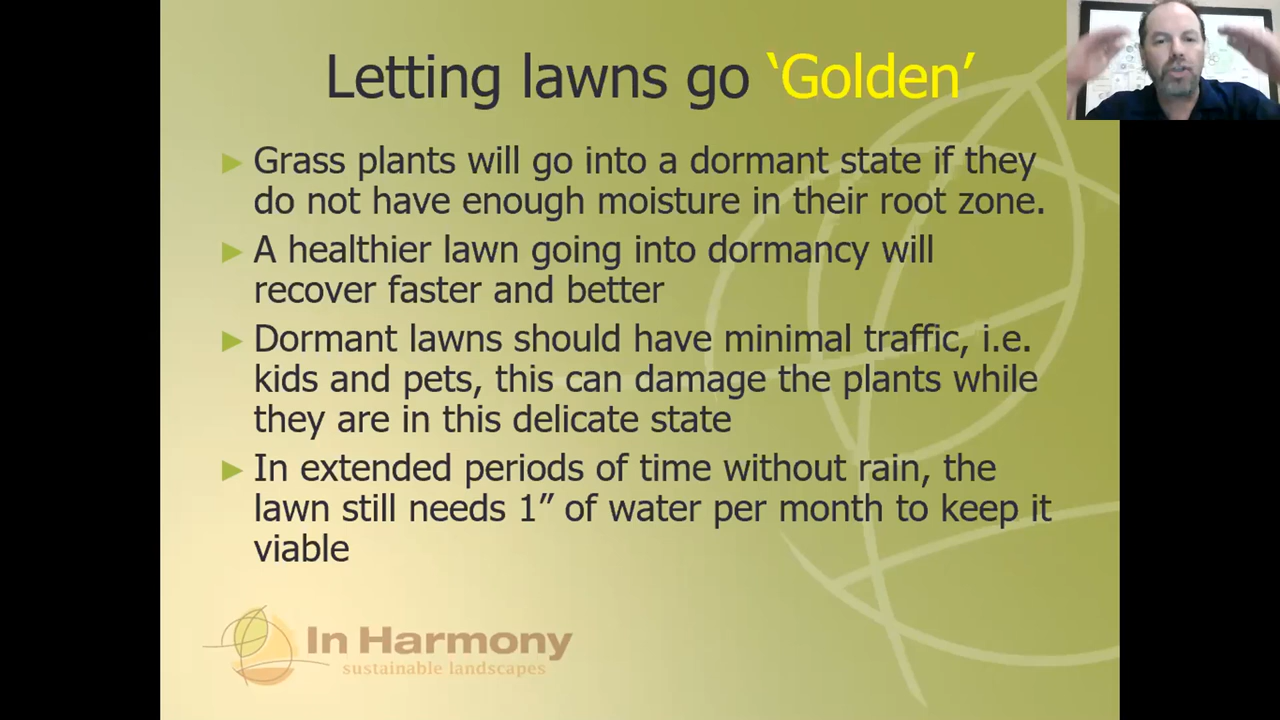 Letting lawns go ‘Golden’
Grass plants will go into a dormant state if they
do not have enough moisture in their root zone.
A healthier lawn going into dormancy will
recover faster and better
Dormant lawns should have minimal traffic, i.e.
kids and pets, this can damage the plants while
they are in this delicate state
In extended periods of time without rain, the
lawn still needs 1” of water per month to keep it
viable
In Harmony
sustainable landscapes